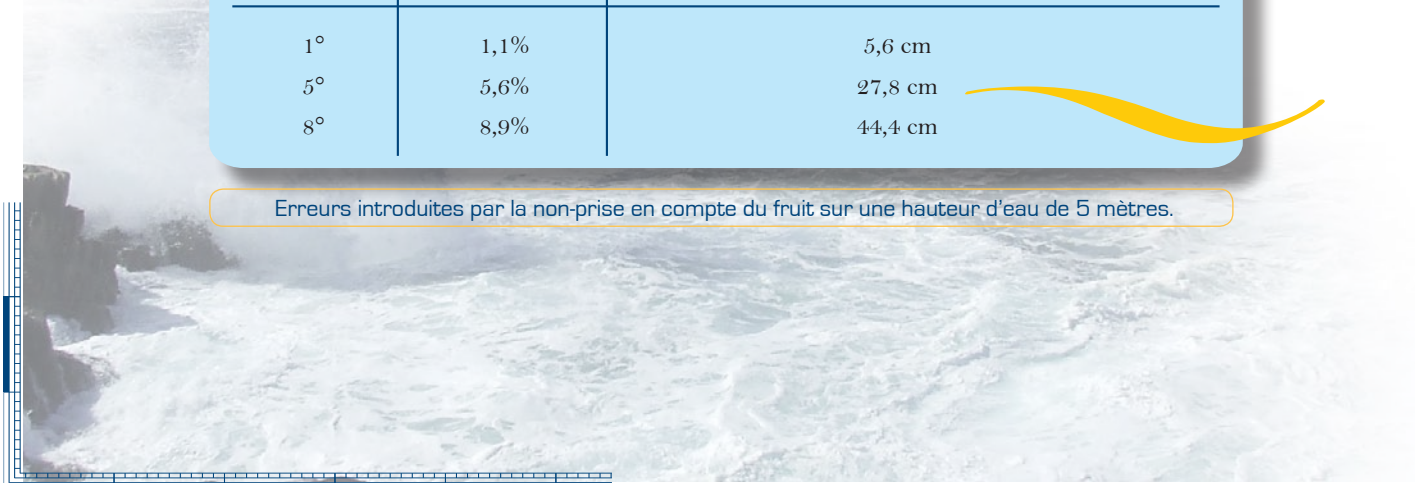 1° 1,1% 5,6 cm
5° 5,6% 27,8 cm
8° 8,9% 44,4 cm
Erreurs introduites par la non-prise en compte du fruit sur une hauteur d'eau de 5 mètres.